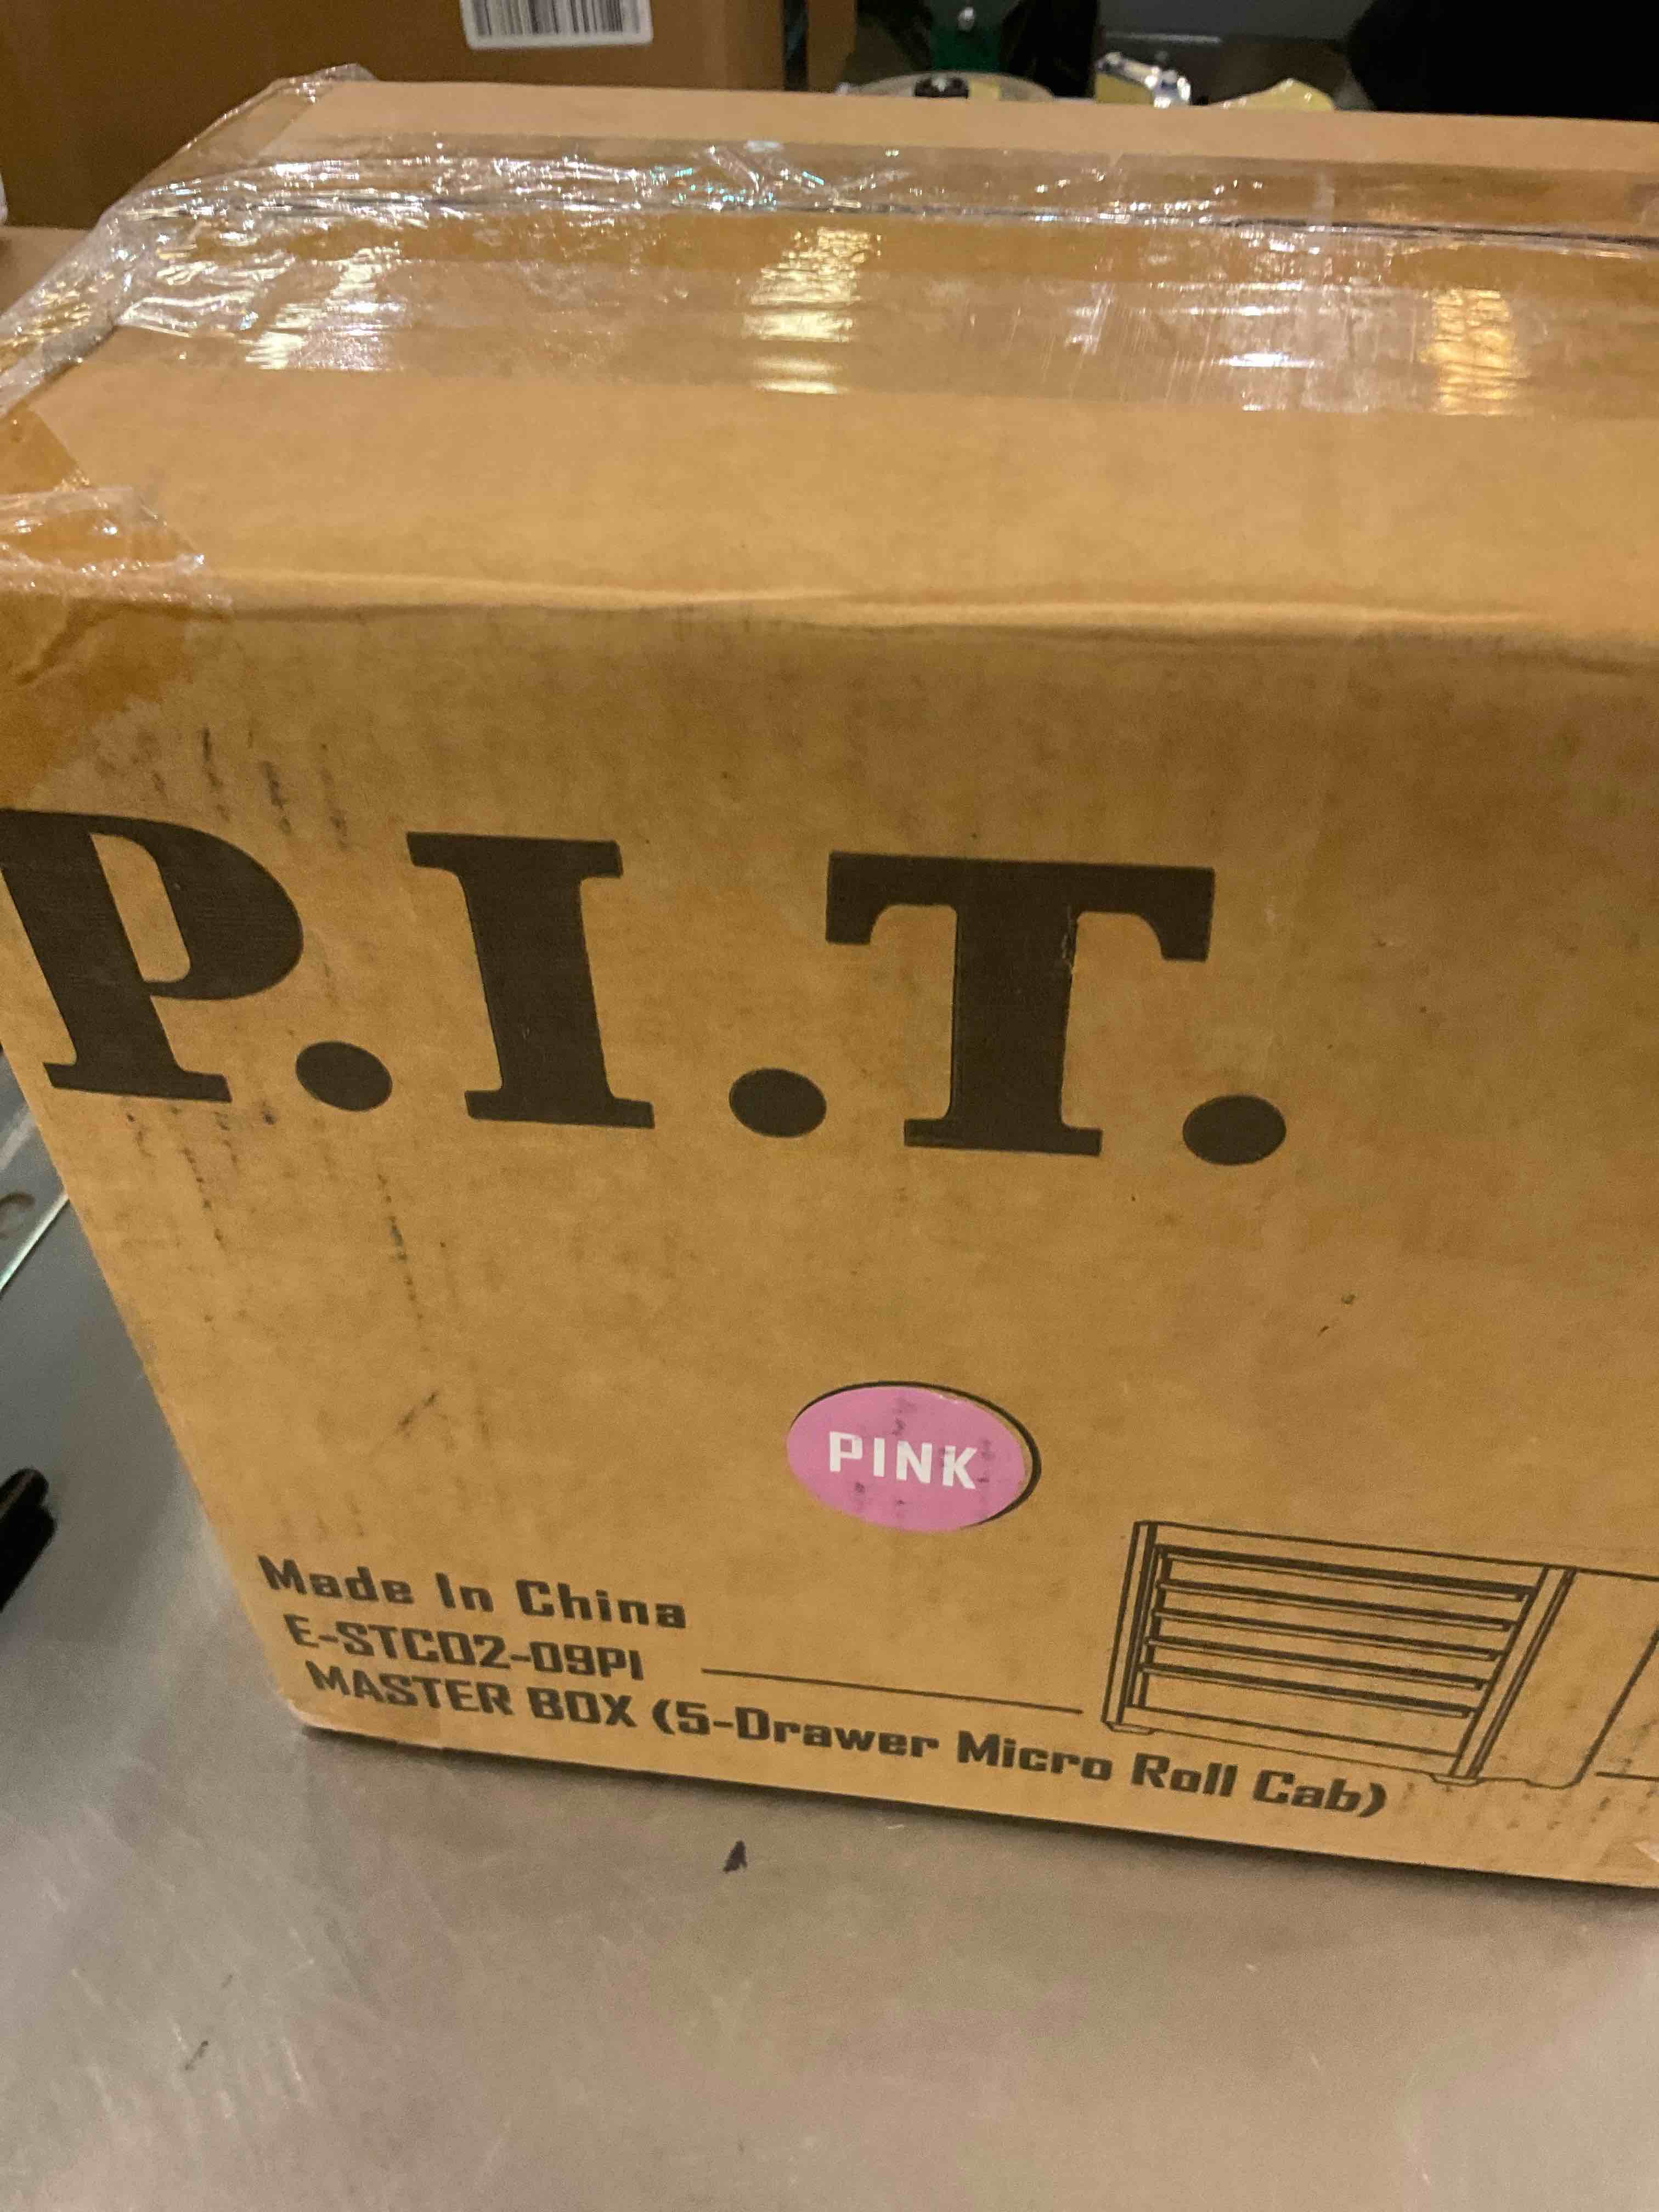 P.I.T.
PINK
Made In China
E-STC02-09PI
MASTER BOX (5-Drawer Micro Roll Cab)